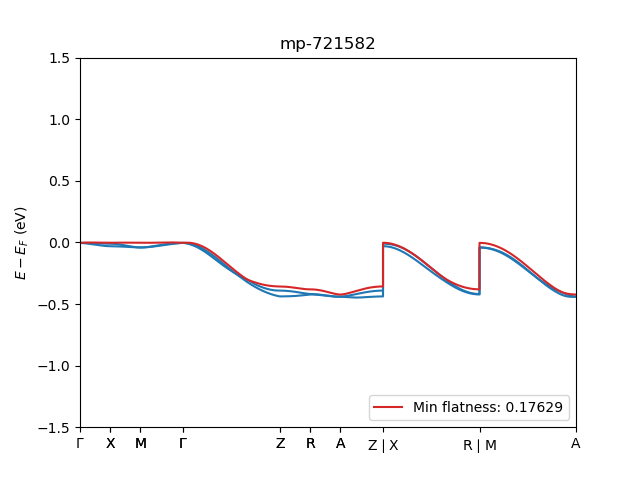 mp-721582
1.5
1.0
0.5
0.0
−0.5
−1.0
−1.5
E − E_F (eV)
Min flatness: 0.17629
Γ X M Γ Z R A Z | X R | M A